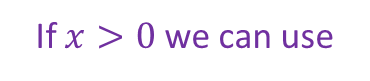 If x > 0 we can use